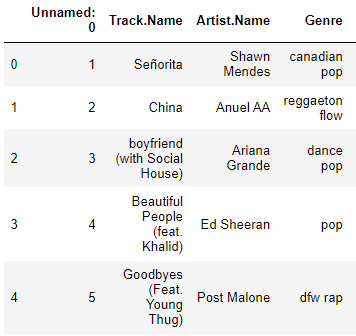 Unnamed: 0 Track.Name Artist.Name Genre
0 1 Señorita Shawn Mendes canadian pop
1 2 China Anuel AA reggaeton flow
2 3 boyfriend (with Social House) Ariana Grande dance pop
3 4 Beautiful People (feat. Khalid) Ed Sheeran pop
4 5 Goodbyes (Feat. Young Thug) Post Malone dfw rap